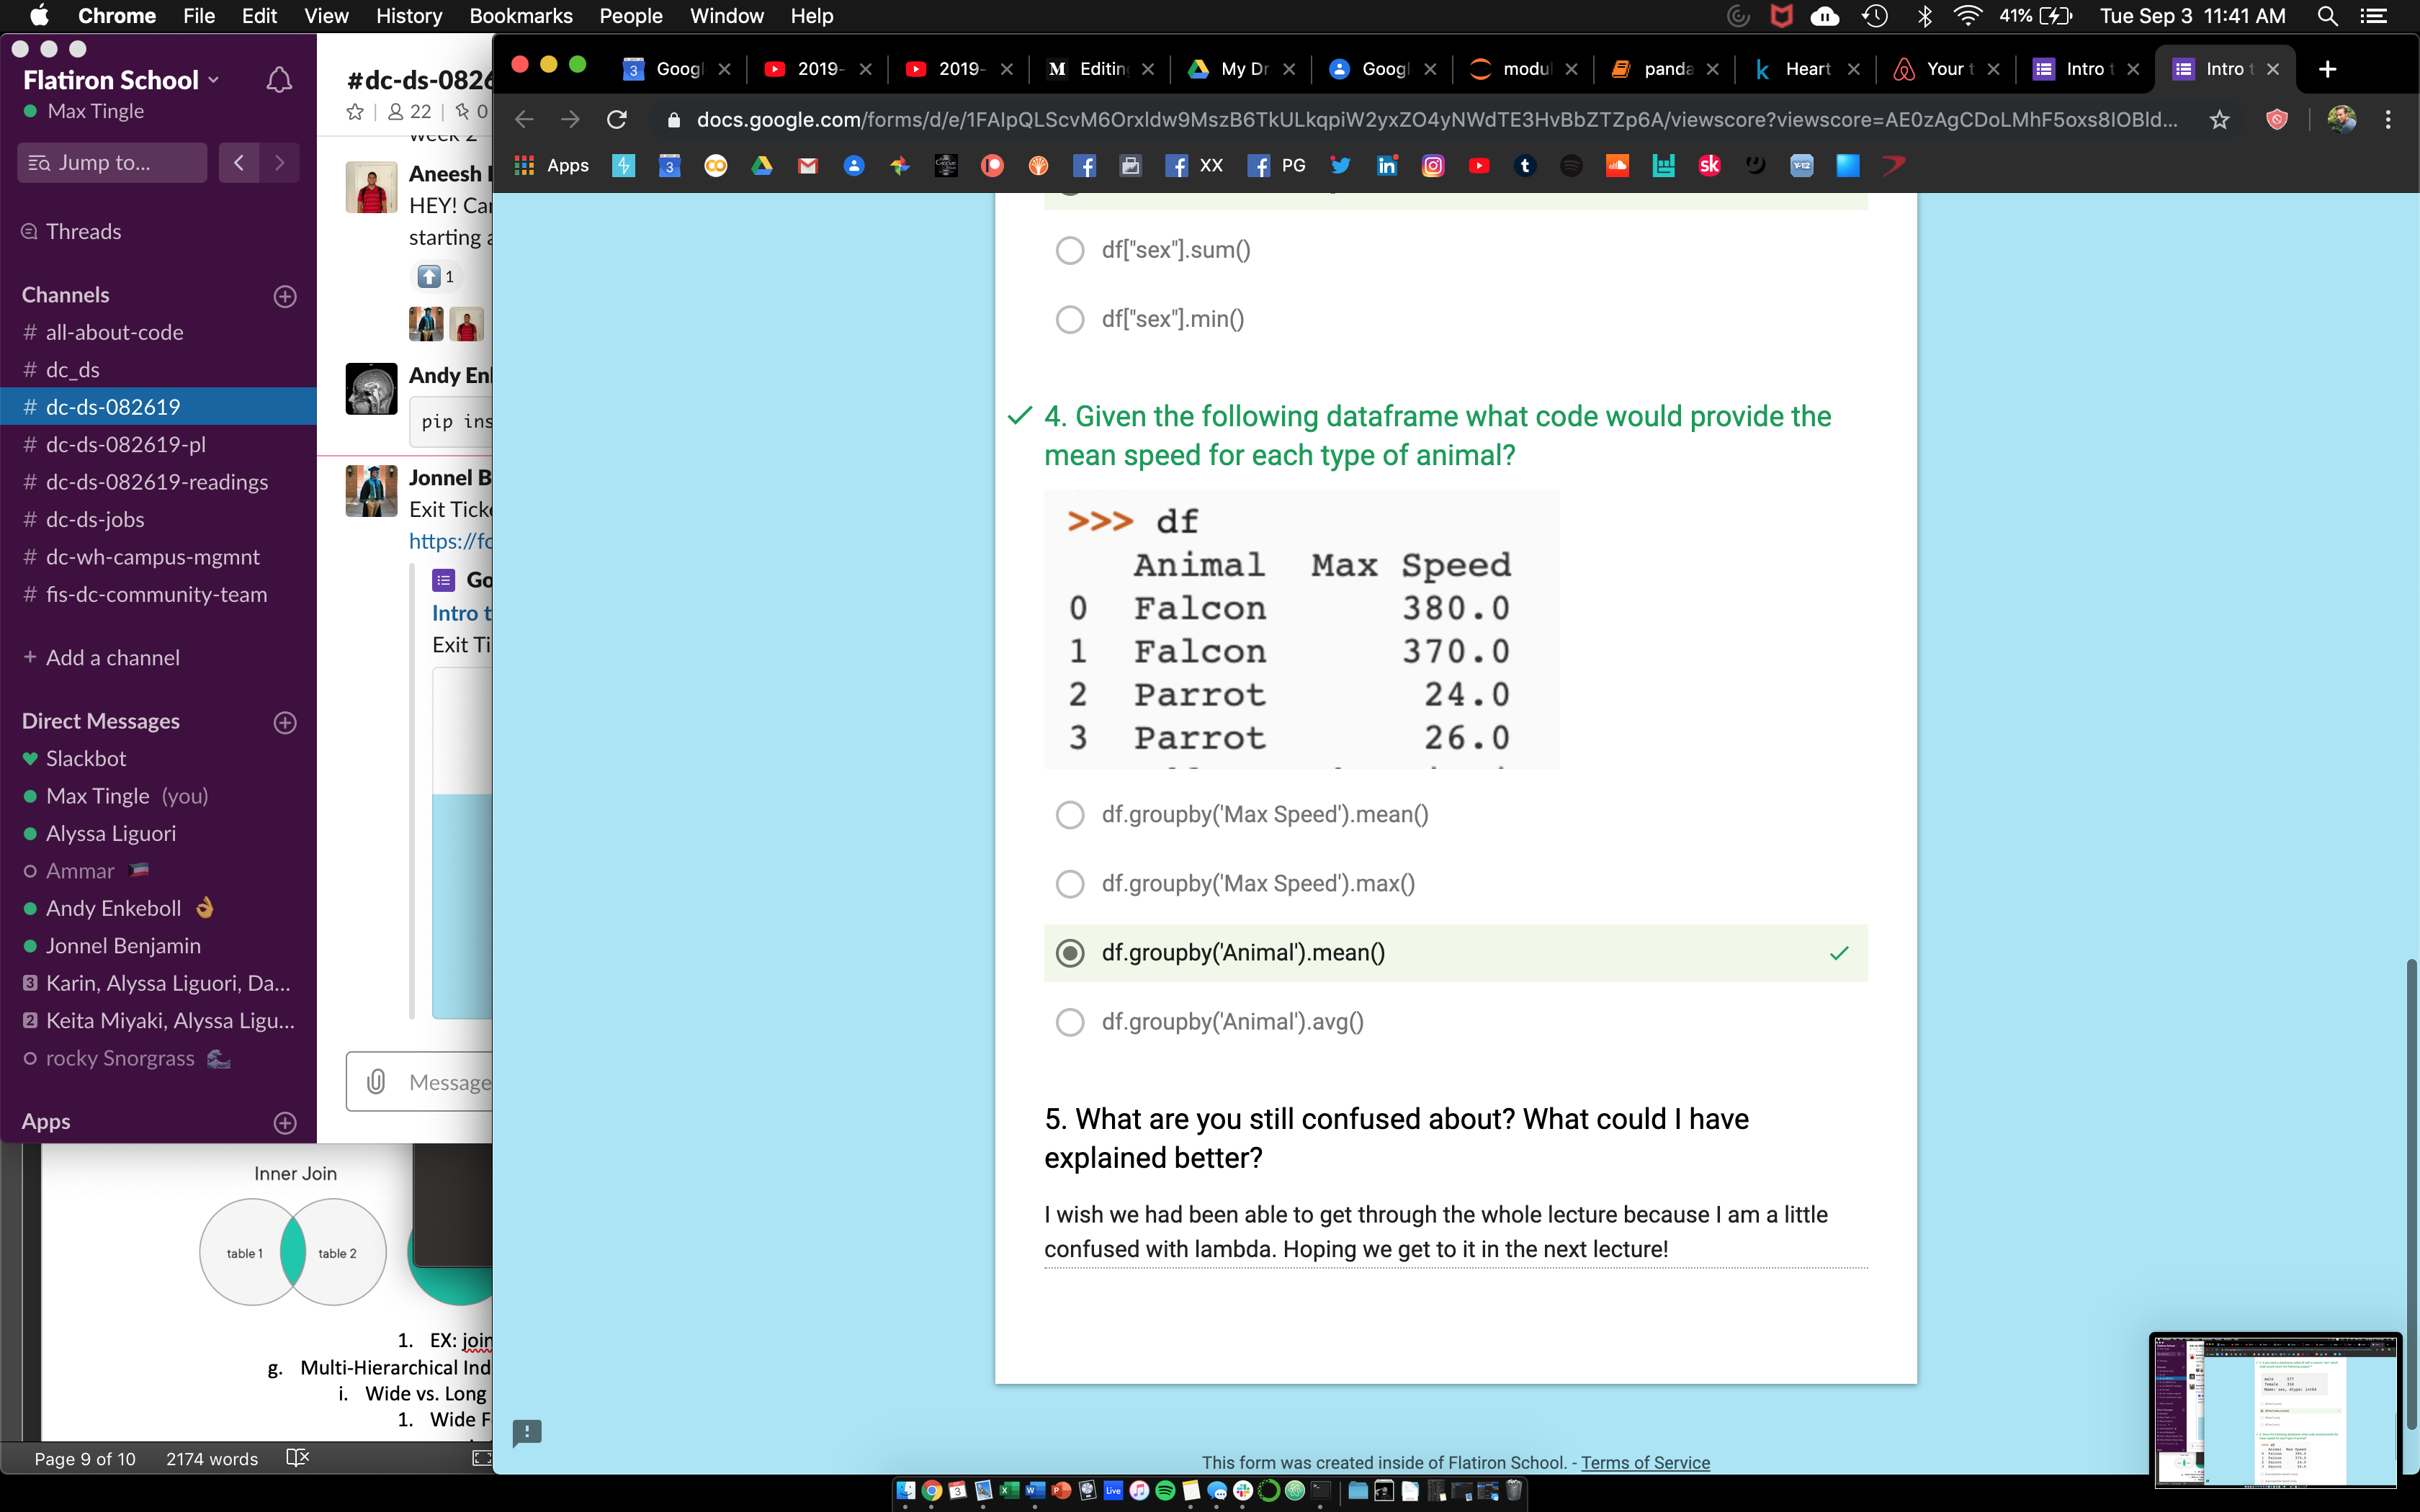 Chrome File Edit View History Bookmarks People Window Help 41% Tue Sep 3 11:41 AM
Flatiron School
Max Tingle
Jump to...
Threads
Channels
# all-about-code
# dc_ds
# dc-ds-082619
# dc-ds-082619-pl
# dc-ds-082619-readings
# dc-ds-jobs
# dc-wh-campus-mgmnt
# fis-dc-community-team
+ Add a channel
Direct Messages
Slackbot
Max Tingle (you)
Alyssa Liguori
Ammar
Andy Enkeboll
Jonnel Benjamin
3 Karin, Alyssa Liguori, Da...
2 Keita Miyaki, Alyssa Ligu...
rocky Snorgrass
Apps
#dc-ds-0826
22 0
Aneesh
HEY! Car
starting a
1
Andy Enl
pip ins
Jonnel B
Exit Ticke
https://fo
Go
Intro t
Exit Ti
Message
Inner Join
table 1 table 2
1. EX: join
g. Multi-Hierarchical Ind
i. Wide vs. Long
1. Wide F
Page 9 of 10 2174 words
Googl 2019- 2019- Editin My Dr Googl modul panda Heart Your t Intro t Intro t
docs.google.com/forms/d/e/1FAIpQLScvM6Orxldw9MszB6TkULkqpiW2yxZO4yNWdTE3HvBbZTZp6A/viewscore?viewscore=AE0zAgCDoLMhF5oxs8IOBld...
Apps XX PG
df["sex"].sum()
df["sex"].min()
4. Given the following dataframe what code would provide the
mean speed for each type of animal?
>>> df
Animal Max Speed
0 Falcon 380.0
1 Falcon 370.0
2 Parrot 24.0
3 Parrot 26.0
df.groupby('Max Speed').mean()
df.groupby('Max Speed').max()
df.groupby('Animal').mean()
df.groupby('Animal').avg()
5. What are you still confused about? What could I have
explained better?
I wish we had been able to get through the whole lecture because I am a little
confused with lambda. Hoping we get to it in the next lecture!
This form was created inside of Flatiron School. - Terms of Service